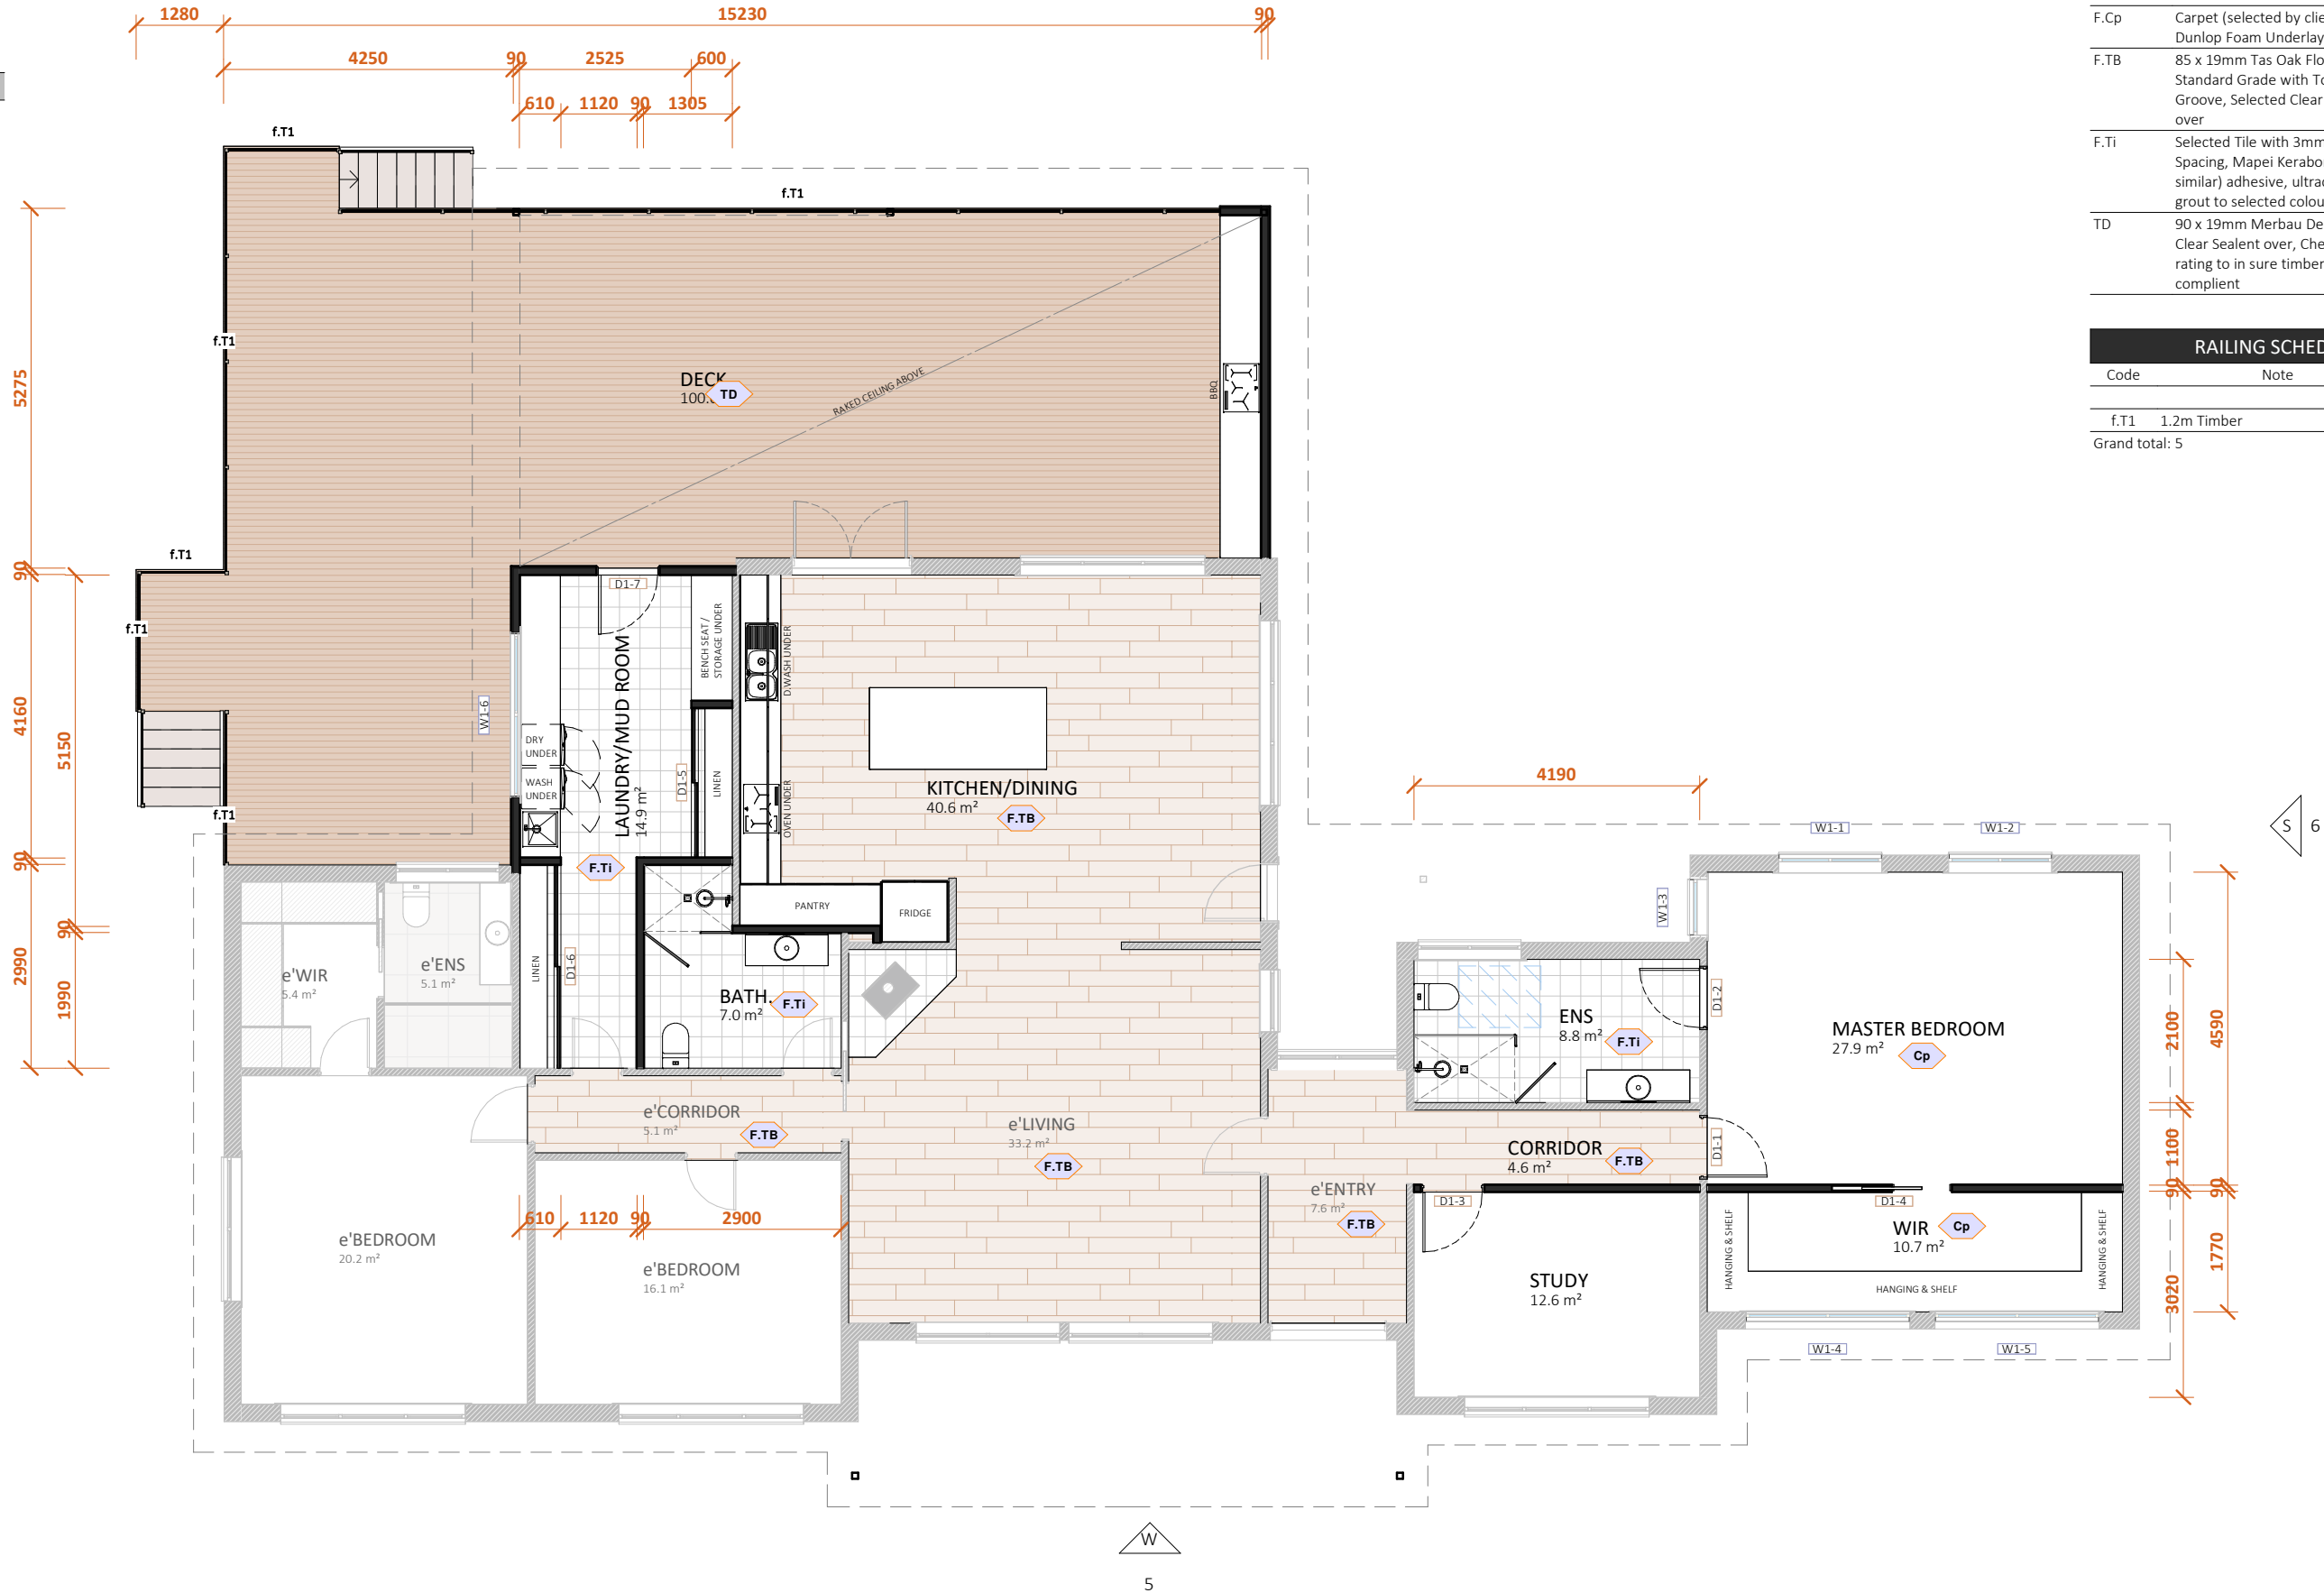 1280
15230
90
4250
90
2525
600
610
1120
90
1305
F.Cp
Carpet (selected by clie
Dunlop Foam Underlay
F.TB
85 x 19mm Tas Oak Flo
Standard Grade with To
Groove, Selected Clear
over
F.Ti
Selected Tile with 3mm
Spacing, Mapei Kerabo
similar) adhesive, ultrac
grout to selected colou
TD
90 x 19mm Merbau De
Clear Sealent over, Che
rating to in sure timber
complient
RAILING SCHED
Code Note
f.T1 1.2m Timber
Grand total: 5
f.T1
f.T1
f.T1
f.T1
f.T1
f.T1
5275
90
4160
5150
90
90
2990
1990
DECK
100.
TD
RAKED CEILING ABOVE
BBQ
D1-7
BENCH SEAT /
STORAGE UNDER
LAUNDRY/MUD ROOM
14.9 m²
W1-6
DRY
UNDER
WASH
UNDER
D1-5
LINEN
F.Ti
D.WASH UNDER
OVEN UNDER
KITCHEN/DINING
40.6 m²
F.TB
PANTRY
FRIDGE
e'WIR
5.4 m²
e'ENS
5.1 m²
LINEN
D1-6
BATH.
7.0 m²
F.Ti
e'CORRIDOR
5.1 m²
F.TB
e'LIVING
33.2 m²
F.TB
610
1120
90
2900
e'BEDROOM
20.2 m²
e'BEDROOM
16.1 m²
e'ENTRY
7.6 m²
F.TB
4190
W1-1
W1-2
W1-3
S 6
ENS
8.8 m²
F.Ti
D1-2
MASTER BEDROOM
27.9 m²
Cp
CORRIDOR
4.6 m²
F.TB
D1-1
D1-3
D1-4
STUDY
12.6 m²
WIR
10.7 m²
Cp
HANGING & SHELF
HANGING & SHELF
HANGING & SHELF
W1-4
W1-5
2100
4590
1100
90
90
1770
3020
W
5